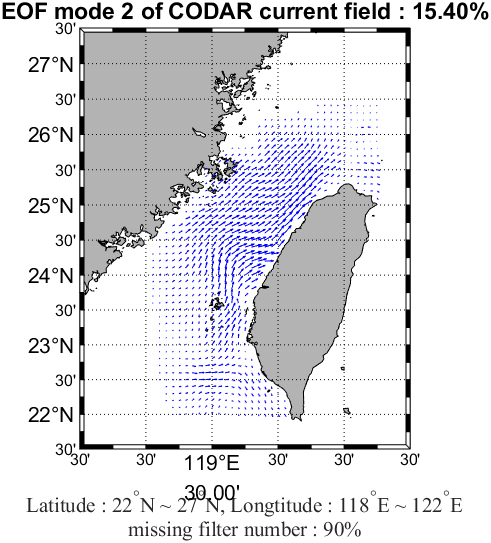 EOF mode 2 of CODAR current field : 15.40%
30'
27°N
30'
26°N
30'
25°N
30'
24°N
30'
23°N
30'
22°N
30'
30' 30' 119°E 30' 30' 30'
30.00'
Latitude : 22°N ~ 27°N, Longtitude : 118°E ~ 122°E
missing filter number : 90%